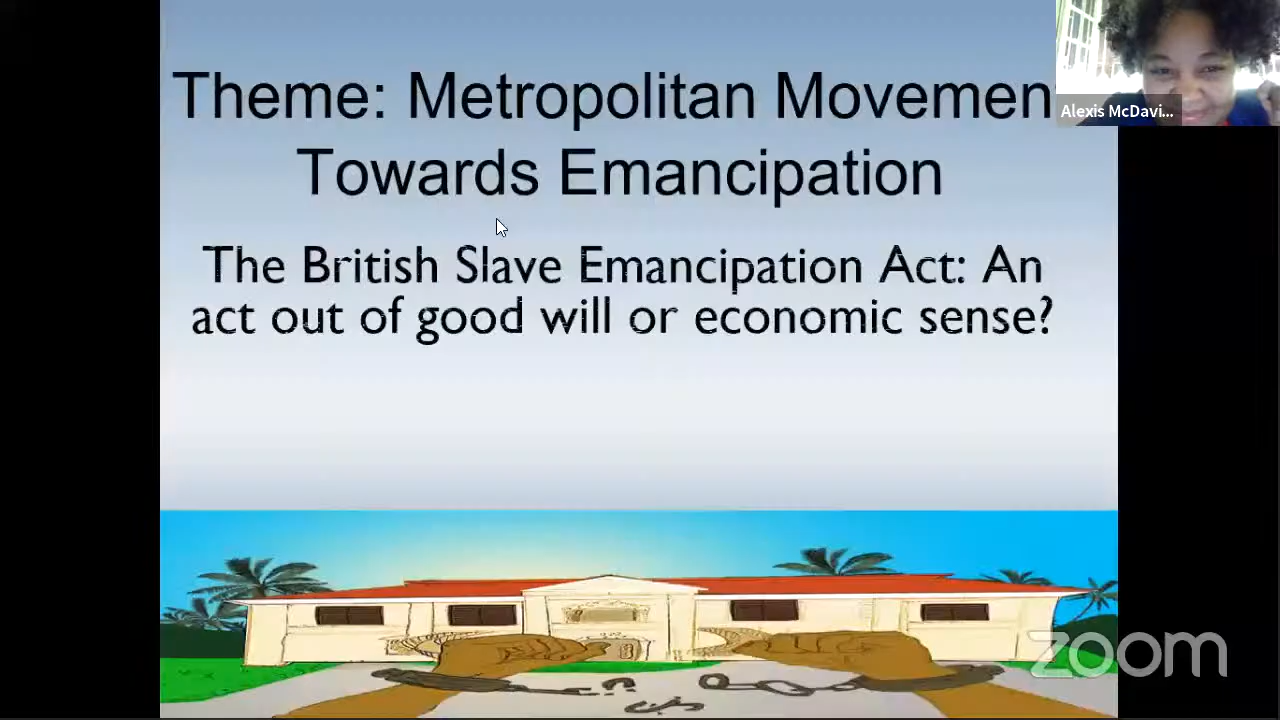 Theme: Metropolitan Movemen
Towards Emancipation
The British Slave Emancipation Act: An
act out of good will or economic sense?
Alexis McDavi...
zoom